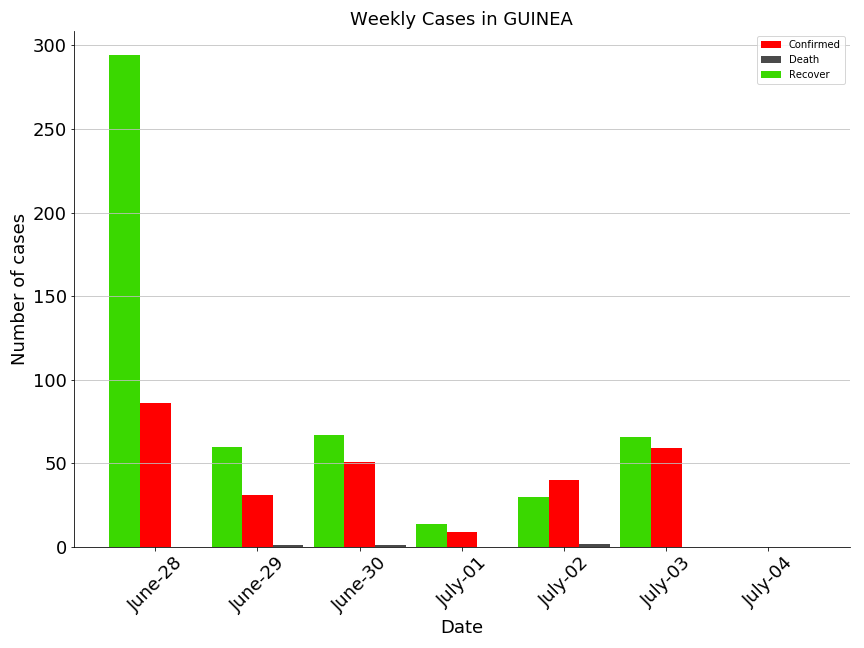 Weekly Cases in GUINEA
Confirmed
Death
Recover
300
250
200
150
100
50
0
Number of cases
June-28
June-29
June-30
July-01
July-02
July-03
July-04
Date